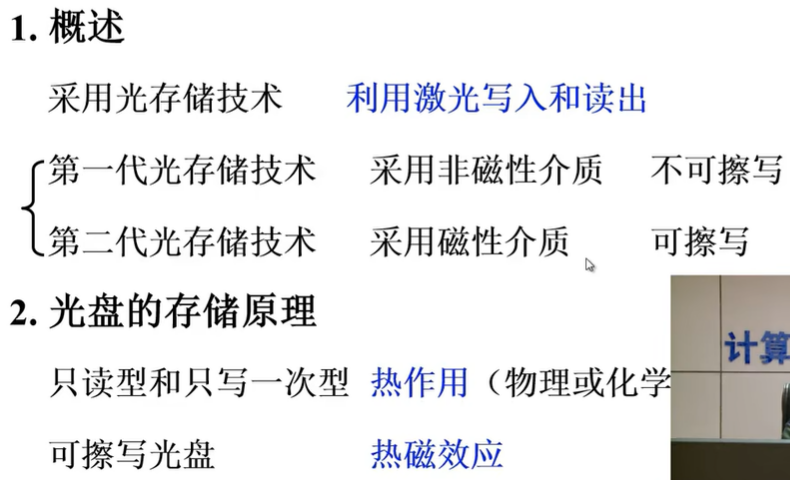 1. 概述
采用光存储技术 利用激光写入和读出
第一代光存储技术 采用非磁性介质 不可擦写
第二代光存储技术 采用磁性介质 可擦写
2. 光盘的存储原理
只读型和只写一次型 热作用（物理或化学
可擦写光盘 热磁效应
计算